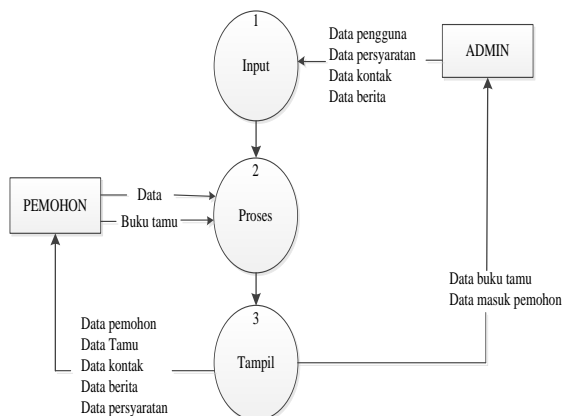 1
Input
Data pengguna
Data persyaratan
Data kontak
Data berita
ADMIN
2
Proses
PEMOHON
Data
Buku tamu
3
Tampil
Data buku tamu
Data masuk pemohon
Data pemohon
Data Tamu
Data kontak
Data berita
Data persyaratan